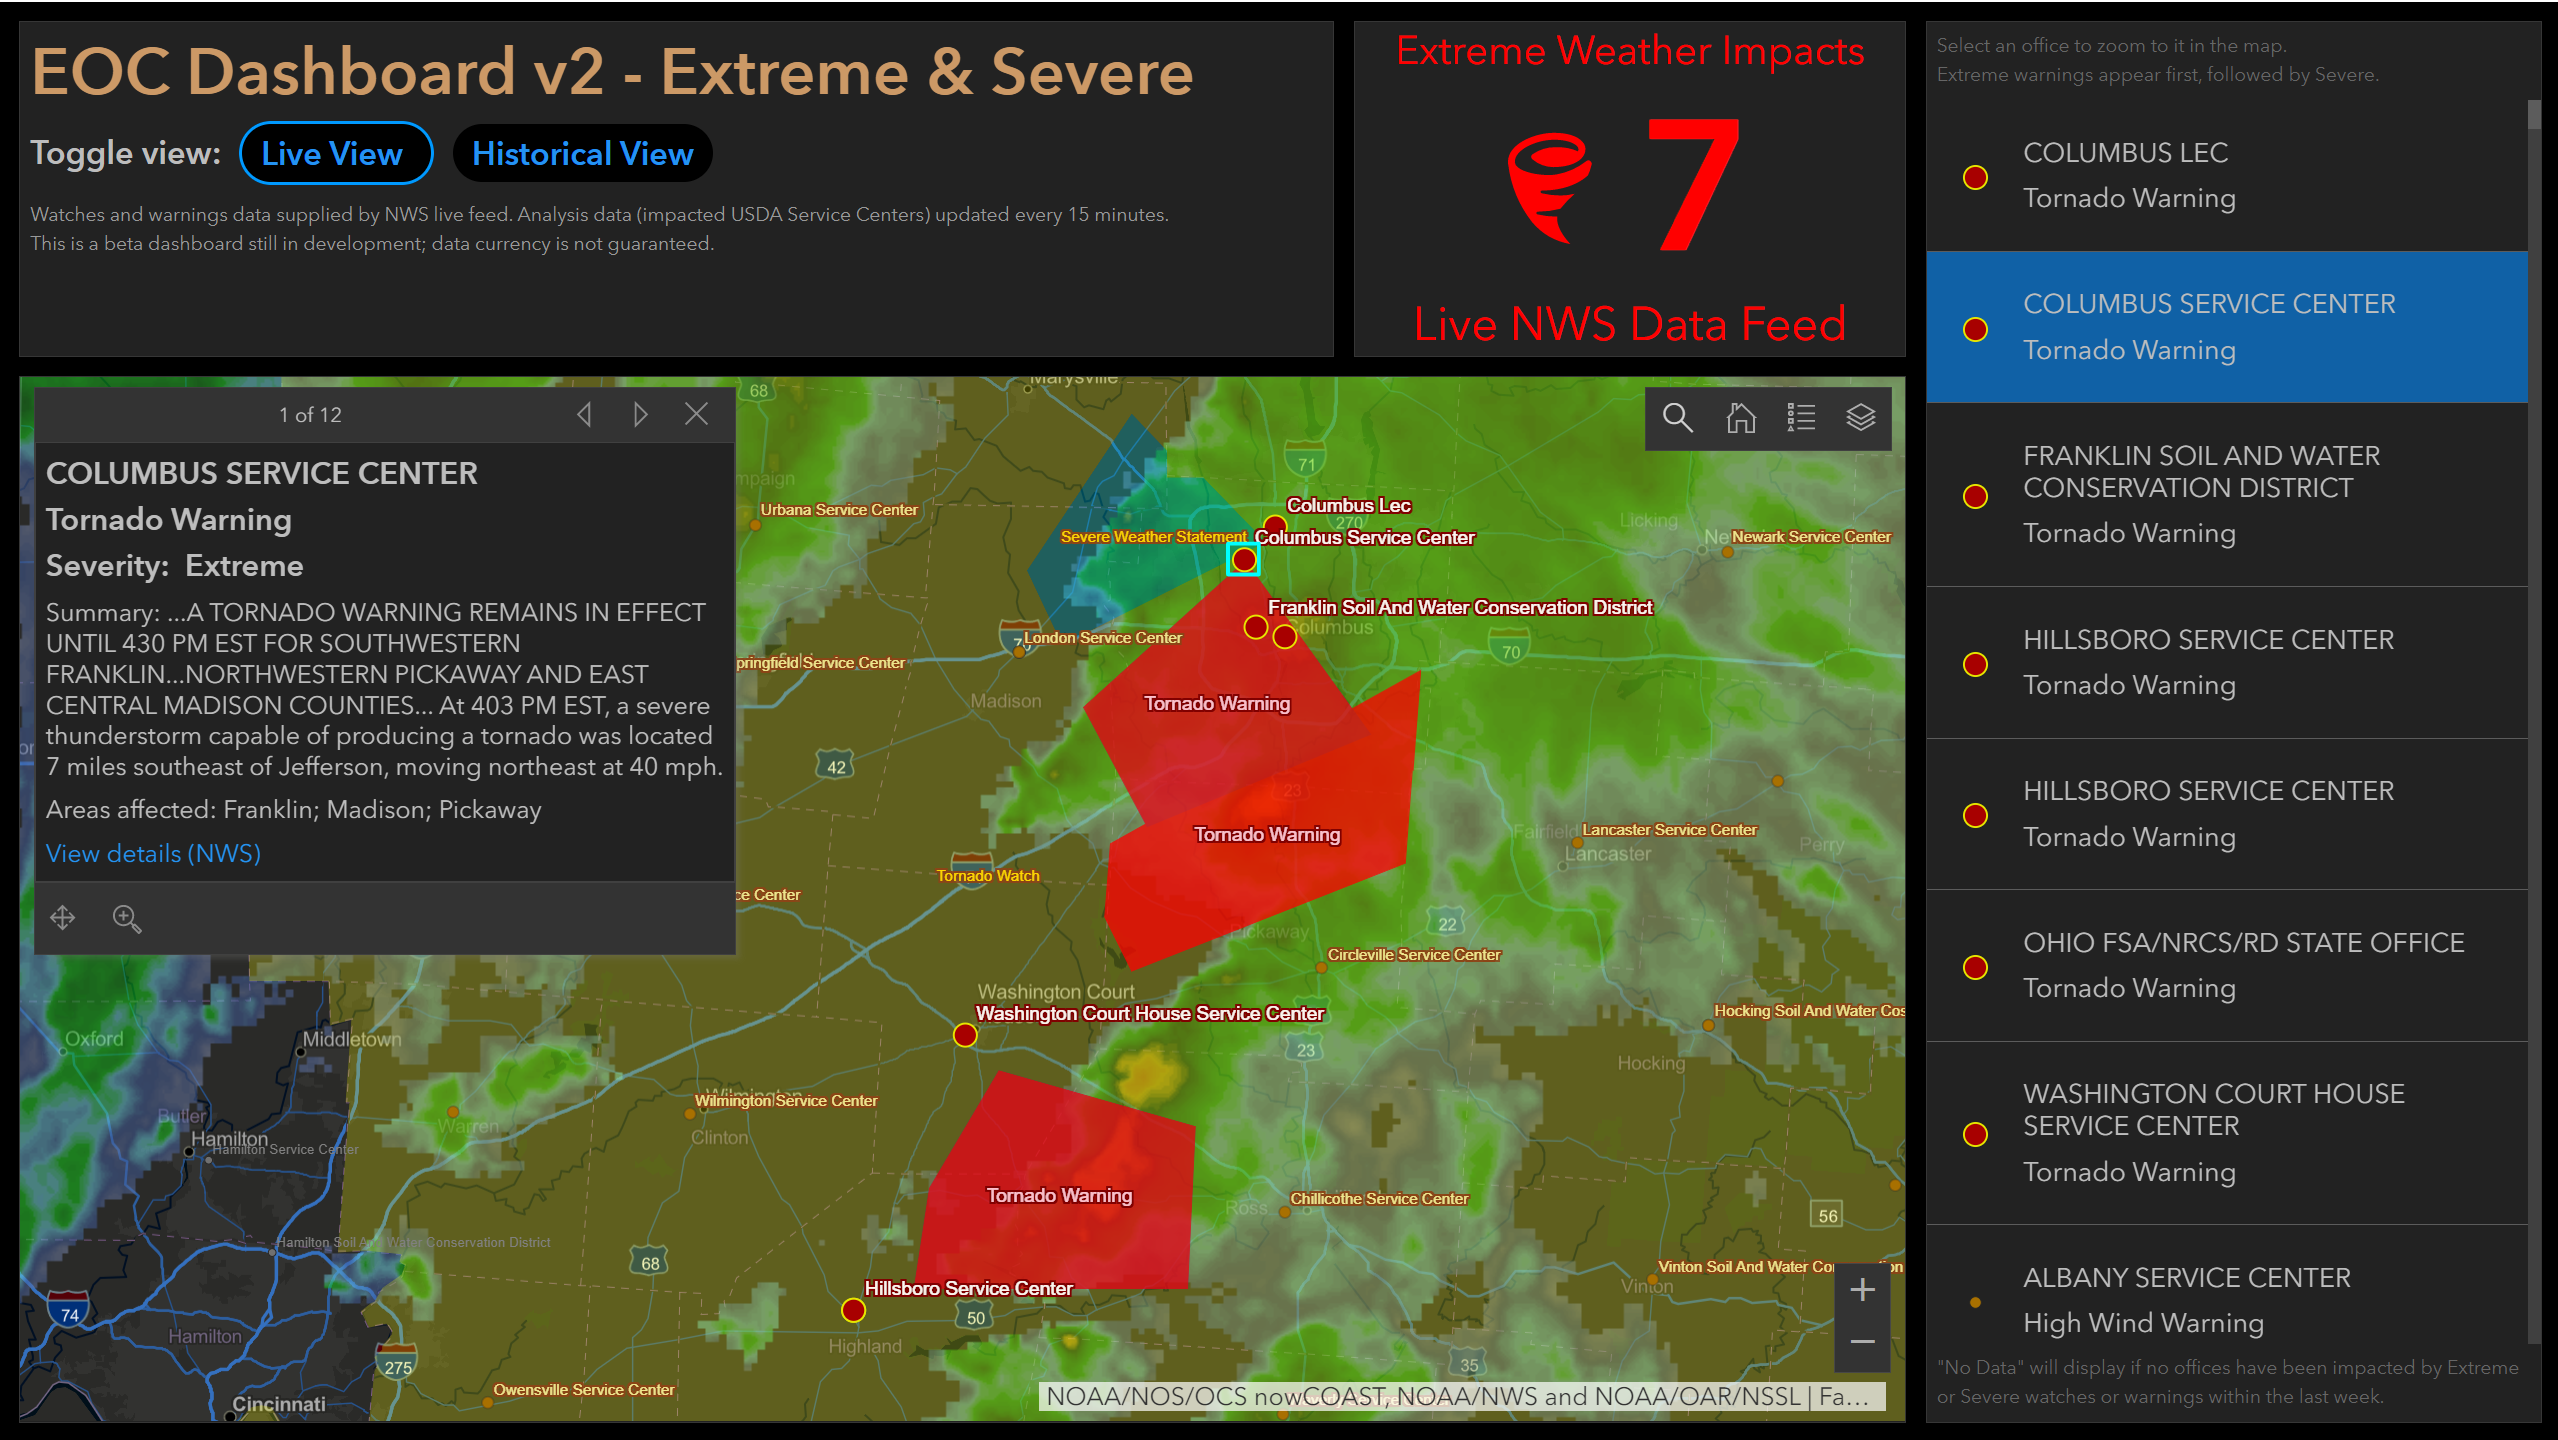 EOC Dashboard v2 - Extreme & Severe
Toggle view: Live View Historical View
Watches and warnings data supplied by NWS live feed. Analysis data (impacted USDA Service Centers) updated every 15 minutes.
This is a beta dashboard still in development; data currency is not guaranteed.
Extreme Weather Impacts
7
Live NWS Data Feed
Select an office to zoom to it in the map.
Extreme warnings appear first, followed by Severe.
COLUMBUS LEC
Tornado Warning
COLUMBUS SERVICE CENTER
Tornado Warning
FRANKLIN SOIL AND WATER
CONSERVATION DISTRICT
Tornado Warning
HILLSBORO SERVICE CENTER
Tornado Warning
HILLSBORO SERVICE CENTER
Tornado Warning
OHIO FSA/NRCS/RD STATE OFFICE
Tornado Warning
WASHINGTON COURT HOUSE
SERVICE CENTER
Tornado Warning
ALBANY SERVICE CENTER
High Wind Warning
"No Data" will display if no offices have been impacted by Extreme
or Severe watches or warnings within the last week.
1 of 12
COLUMBUS SERVICE CENTER
Tornado Warning
Severity: Extreme
Summary: ...A TORNADO WARNING REMAINS IN EFFECT
UNTIL 430 PM EST FOR SOUTHWESTERN
FRANKLIN...NORTHWESTERN PICKAWAY AND EAST
CENTRAL MADISON COUNTIES... At 403 PM EST, a severe
thunderstorm capable of producing a tornado was located
7 miles southeast of Jefferson, moving northeast at 40 mph.
Areas affected: Franklin; Madison; Pickaway
View details (NWS)
Marysville
68
mpaign
71
Urbana Service Center
Columbus Lec
270
Licking
Severe Weather Statement
Columbus Service Center
Newark Service Center
Franklin Soil And Water Conservation District
Columbus
London Service Center
70
pringfield Service Center
Madison
Tornado Warning
42
23
Tornado Warning
Fairfield
Lancaster Service Center
Lancaster
Perry
Tornado Watch
ce Center
22
Pickaway
Circleville Service Center
Washington Court
Washington Court House Service Center
Hocking Soil And Water Cos
Oxford
Middletown
23
Hocking
Wilmington
Wilmington Service Center
Butler
Warren
Hamilton
Hamilton Service Center
Clinton
Tornado Warning
Chillicothe Service Center
Ross
56
Hamilton Soil And Water Conservation District
68
Vinton Soil And Water Co
on
Vinton
Hillsboro Service Center
74
50
Hamilton
Highland
275
35
Owensville Service Center
Cincinnati
NOAA/NOS/OCS nowCOAST, NOAA/NWS and NOAA/OAR/NSSL | Fa...